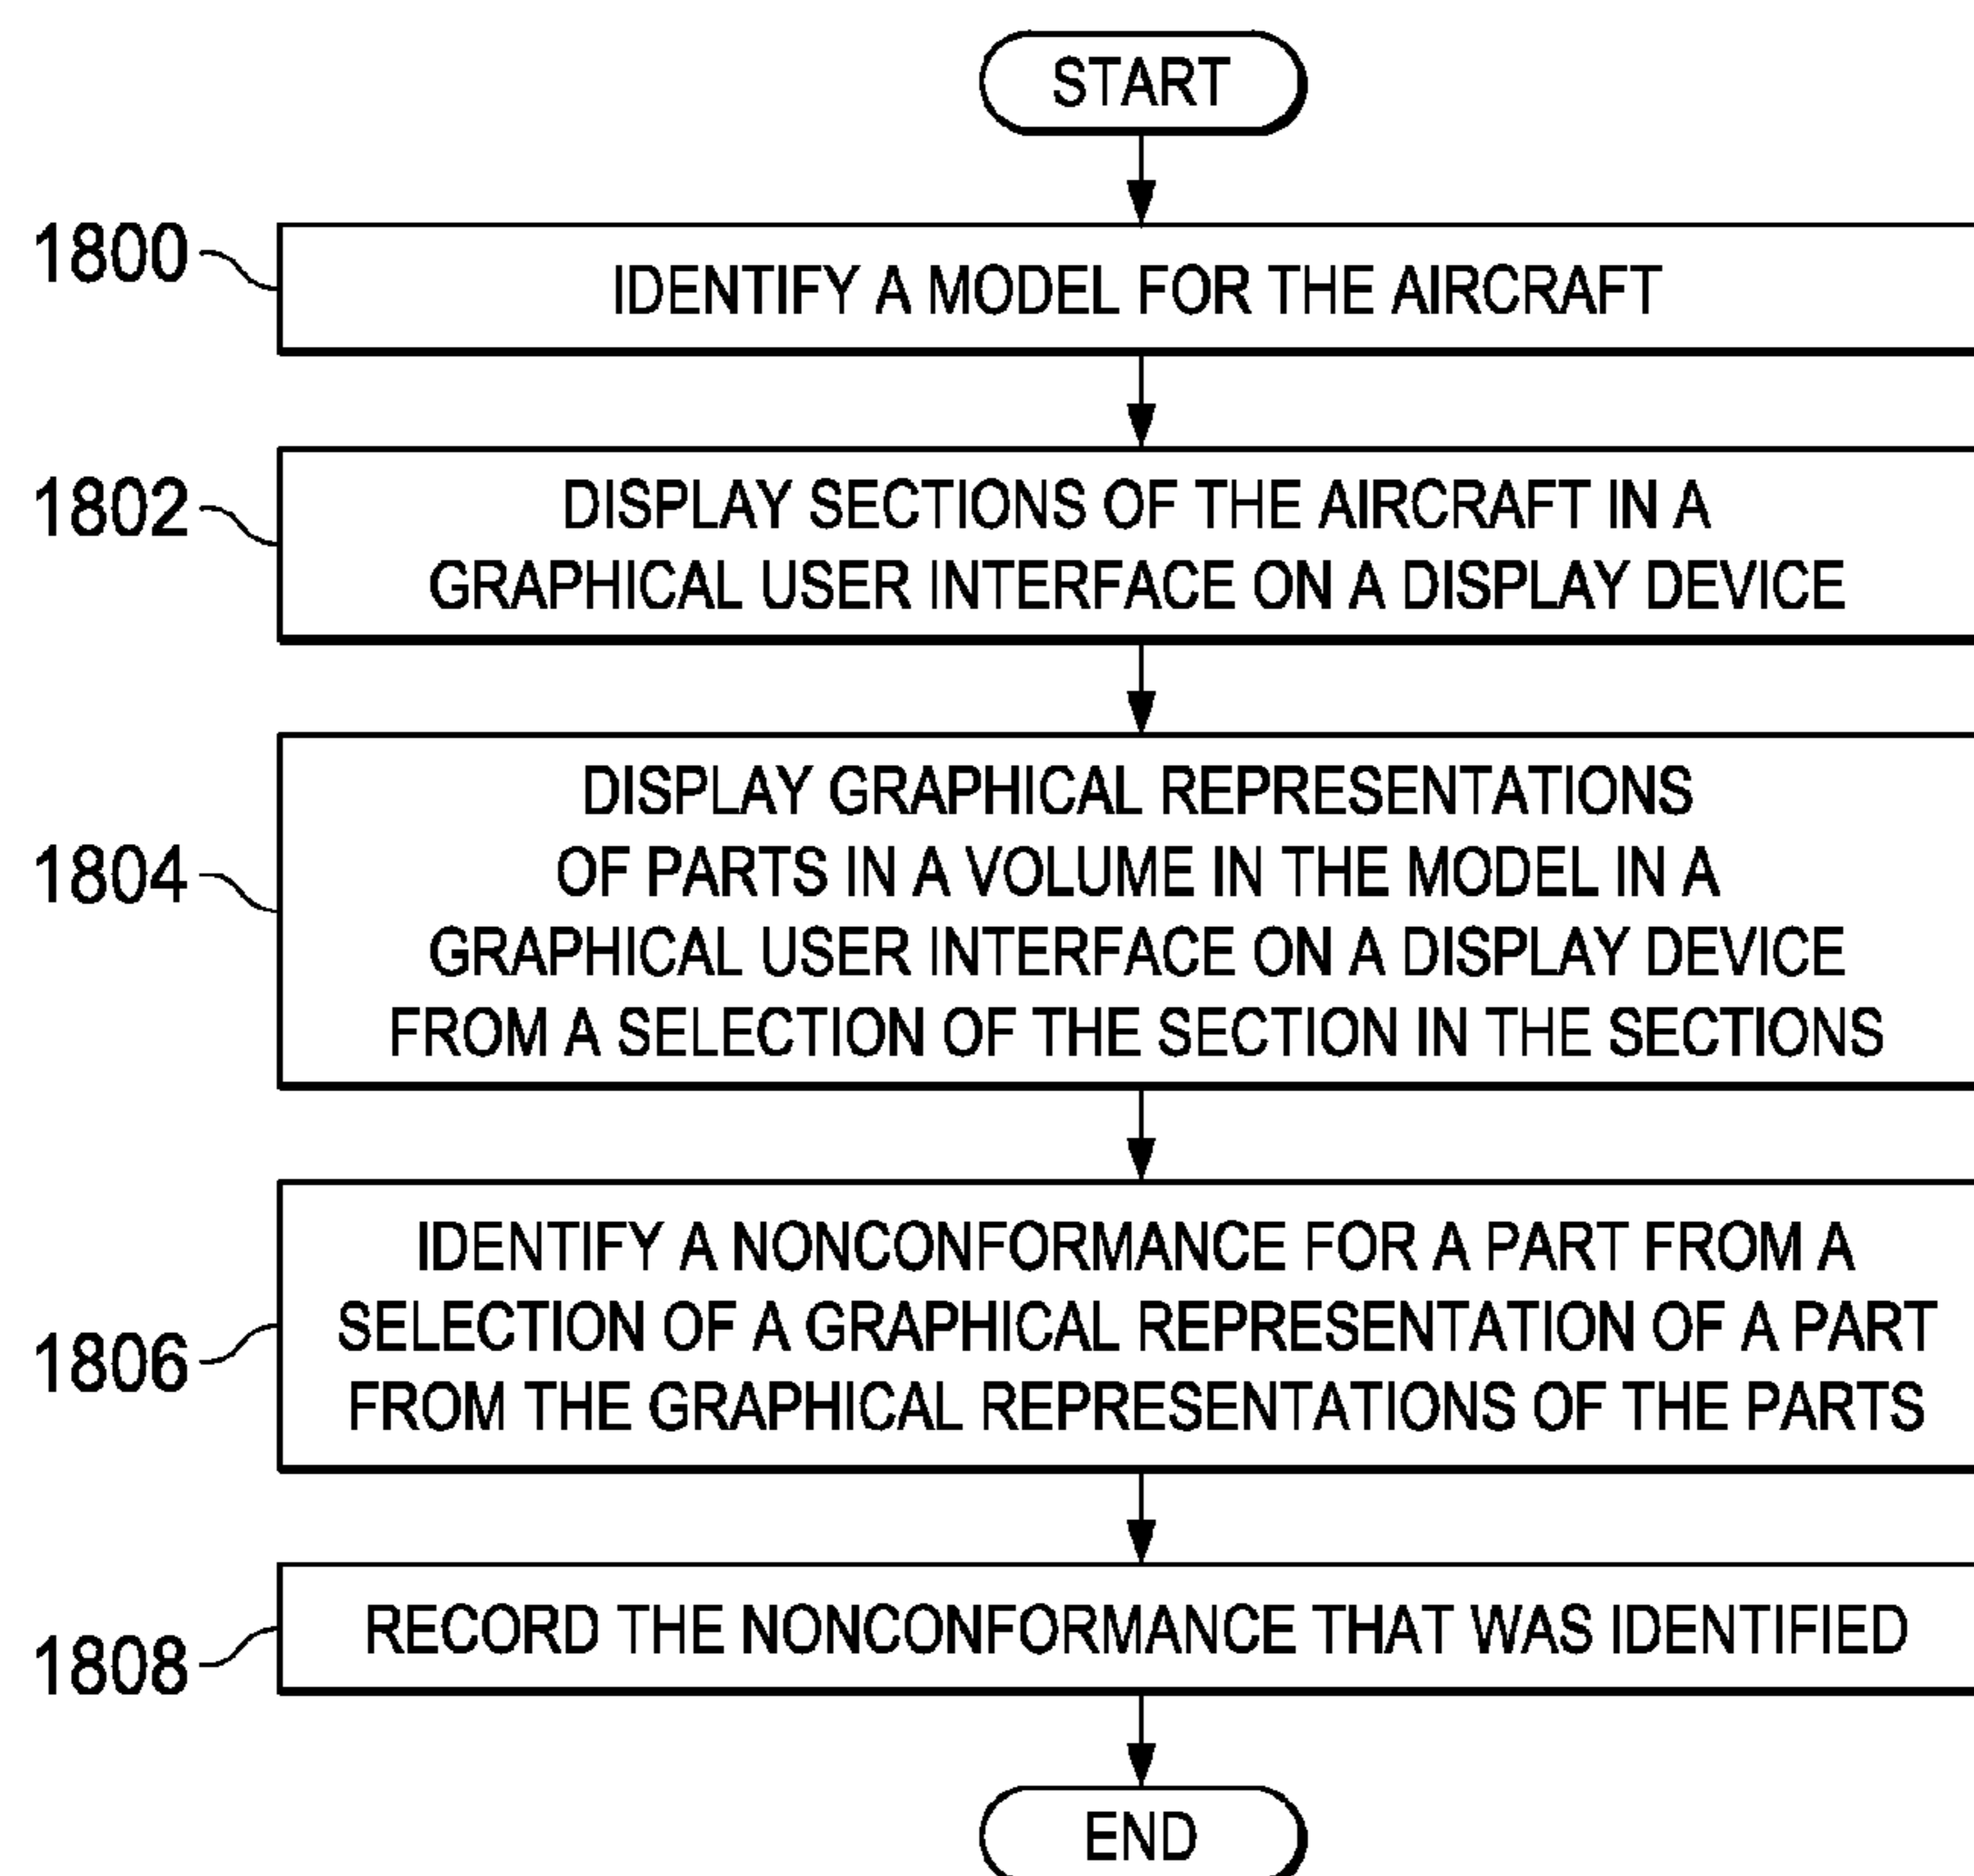 START
1800
IDENTIFY A MODEL FOR THE AIRCRAFT
1802
DISPLAY SECTIONS OF THE AIRCRAFT IN A
GRAPHICAL USER INTERFACE ON A DISPLAY DEVICE
1804
DISPLAY GRAPHICAL REPRESENTATIONS
OF PARTS IN A VOLUME IN THE MODEL IN A
GRAPHICAL USER INTERFACE ON A DISPLAY DEVICE
FROM A SELECTION OF THE SECTION IN THE SECTIONS
1806
IDENTIFY A NONCONFORMANCE FOR A PART FROM A
SELECTION OF A GRAPHICAL REPRESENTATION OF A PART
FROM THE GRAPHICAL REPRESENTATIONS OF THE PARTS
1808
RECORD THE NONCONFORMANCE THAT WAS IDENTIFIED
END